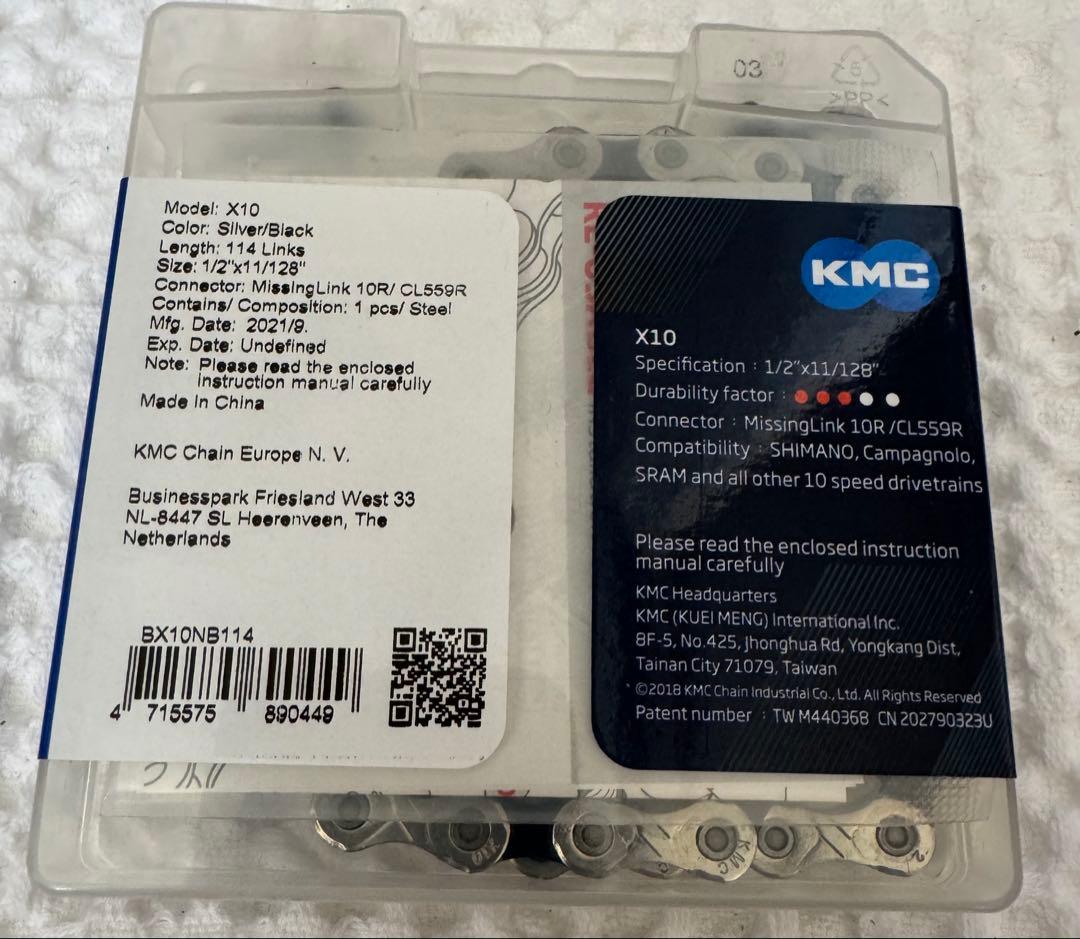 03
5
>PP<
Model: X10
Color: Silver/Black
Length: 114 Links
Size: 1/2"x11/128"
Connector: MissingLink 10R/ CL559R
Contains/ Composition: 1 pcs/ Steel
Mfg. Date: 2021/9.
Exp. Date: Undefined
Note: Please read the enclosed
instruction manual carefully
Made In China
KMC Chain Europe N. V.
Businesspark Friesland West 33
NL-8447 SL Heerenveen, The
Netherlands
BX10NB114
4 715575 890449
KMC
X10
Specification : 1/2"x11/128"
Durability factor :
Connector : MissingLink 10R /CL559R
Compatibility : SHIMANO, Campagnolo,
SRAM and all other 10 speed drivetrains
Please read the enclosed instruction
manual carefully
KMC Headquarters
KMC (KUEI MENG) International Inc.
8F-5, No.425, Jhonghua Rd, Yongkang Dist,
Tainan City 71079, Taiwan
©2018 KMC Chain Industrial Co., Ltd. All Rights Reserved
Patent number : TW M440368 CN 202790323U
X10
KMC